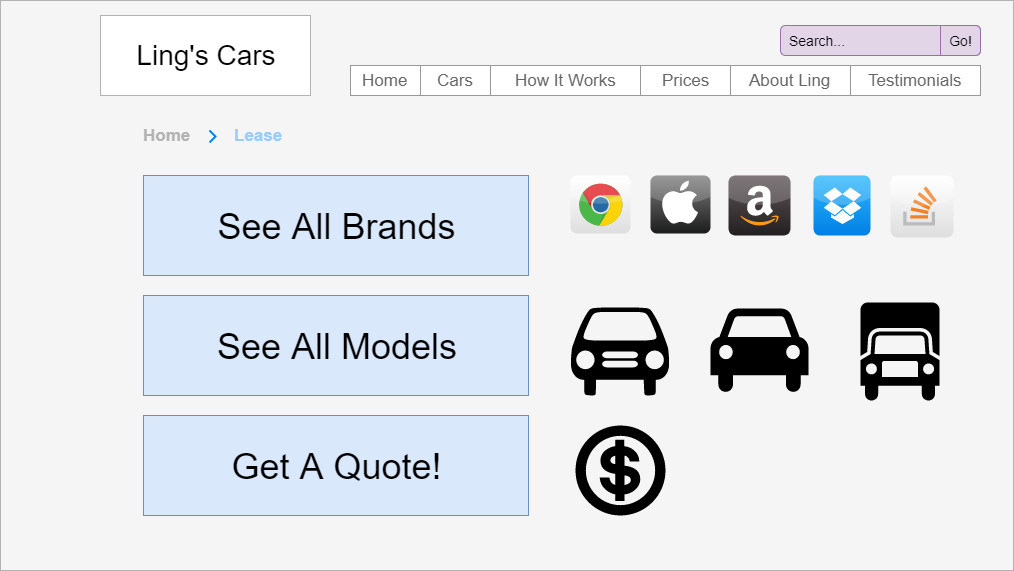 Ling's Cars
Search...
Go!
Home
Cars
How It Works
Prices
About Ling
Testimonials
Home
Lease
See All Brands
a
See All Models
Get A Quote!
$